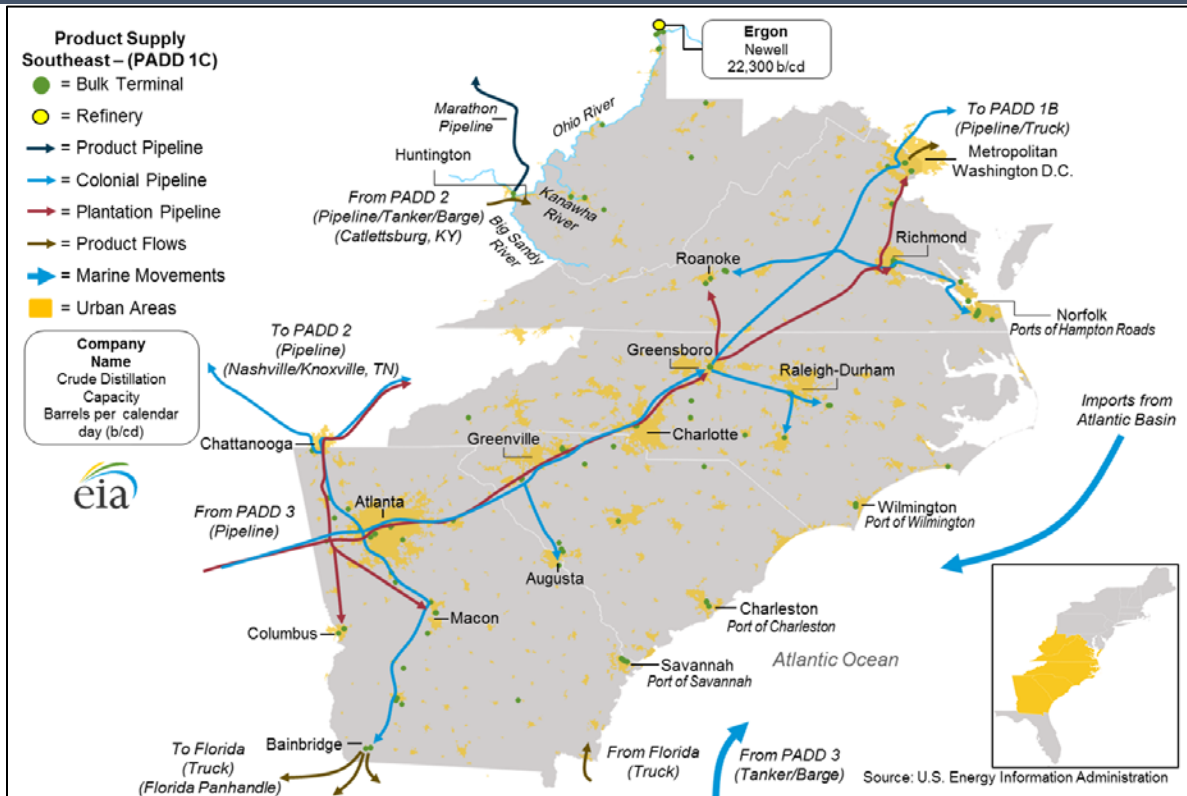 Product Supply
Southeast – (PADD 1C)
= Bulk Terminal
= Refinery
= Product Pipeline
= Colonial Pipeline
= Plantation Pipeline
= Product Flows
= Marine Movements
= Urban Areas
Company
Name
Crude Distillation
Capacity
Barrels per calendar
day (b/cd)
eia
Ergon
Newell
22,300 b/cd
Marathon
Pipeline
Ohio River
Huntington
Kanawha
River
From PADD 2
(Pipeline/Tanker/Barge)
(Catlettsburg, KY)
Big Sandy
River
To PADD 1B
(Pipeline/Truck)
Metropolitan
Washington D.C.
Richmond
Roanoke
Norfolk
Ports of Hampton Roads
To PADD 2
(Pipeline)
(Nashville/Knoxville, TN)
Greensboro
Raleigh-Durham
Imports from
Atlantic Basin
Chattanooga
Greenville
Charlotte
From PADD 3
(Pipeline)
Atlanta
Wilmington
Port of Wilmington
Augusta
Columbus
Macon
Charleston
Port of Charleston
Savannah
Port of Savannah
Atlantic Ocean
Bainbridge
To Florida
(Truck)
(Florida Panhandle)
From Florida
(Truck)
From PADD 3
(Tanker/Barge)
Source: U.S. Energy Information Administration